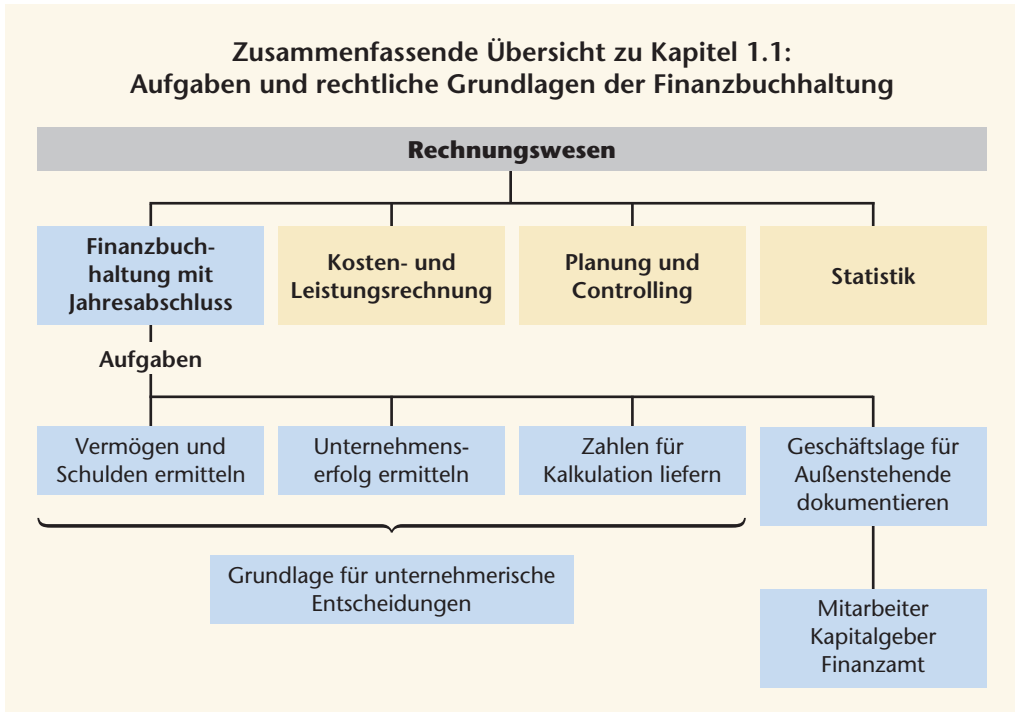 Zusammenfassende Übersicht zu Kapitel 1.1:
Aufgaben und rechtliche Grundlagen der Finanzbuchhaltung
Rechnungswesen
Finanzbuch-
haltung mit
Jahresabschluss
Kosten- und
Leistungsrechnung
Planung und
Controlling
Statistik
Aufgaben
Vermögen und
Schulden ermitteln
Unternehmens-
erfolg ermitteln
Zahlen für
Kalkulation liefern
Geschäftslage für
Außenstehende
dokumentieren
Grundlage für unternehmerische
Entscheidungen
Mitarbeiter
Kapitalgeber
Finanzamt